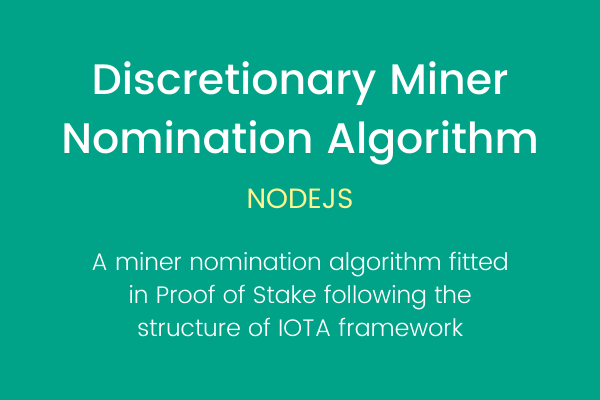 Discretionary Miner
Nomination Algorithm
NODEJS
A miner nomination algorithm fitted
in Proof of Stake following the
structure of IOTA framework